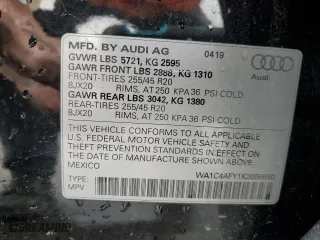 MFD. BY AUDI AG 0419
GVWR LBS 5721, KG 2595
GAWR FRONT LBS 2888, KG 1310
FRONT-TIRES 255/45 R20
8JX20 RIMS, AT 250 KPA 36 PSI COLD
GAWR REAR LBS 3042, KG 1380
REAR-TIRES 255/45 R20
8JX20 RIMS, AT 250 KPA 36 PSI COLD
Audi
THIS VEHICLE CONFORMS TO ALL APPLICABLE
U.S. FEDERAL MOTOR VEHICLE SAFETY AND
THEFT PREVENTION STANDARDS IN EFFECT ON
THE DATE OF MANUFACTURE SHOWN ABOVE.
MEXICO
TYPE:
MPV